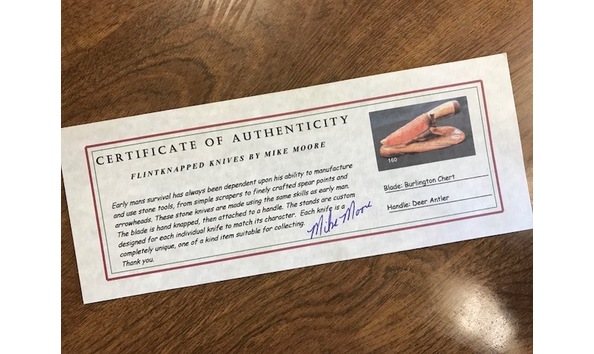 CERTIFICATE OF AUTHENTICITY
FLINTKNAPPED KNIVES BY MIKE MOORE
Early mans survival has always been dependent upon his ability to manufacture
and use stone tools, from simple scrapers to finely crafted spear points and
arrowheads. These stone knives are made using the same skills as early man.
The blade is hand knapped, then attached to a handle. The stands are custom
designed for each individual knife to match its character. Each knife is a
completely unique, one of a kind item suitable for collecting.
Thank you.
Mike Moore
160
Blade: Burlington Chert
Handle: Deer Antler